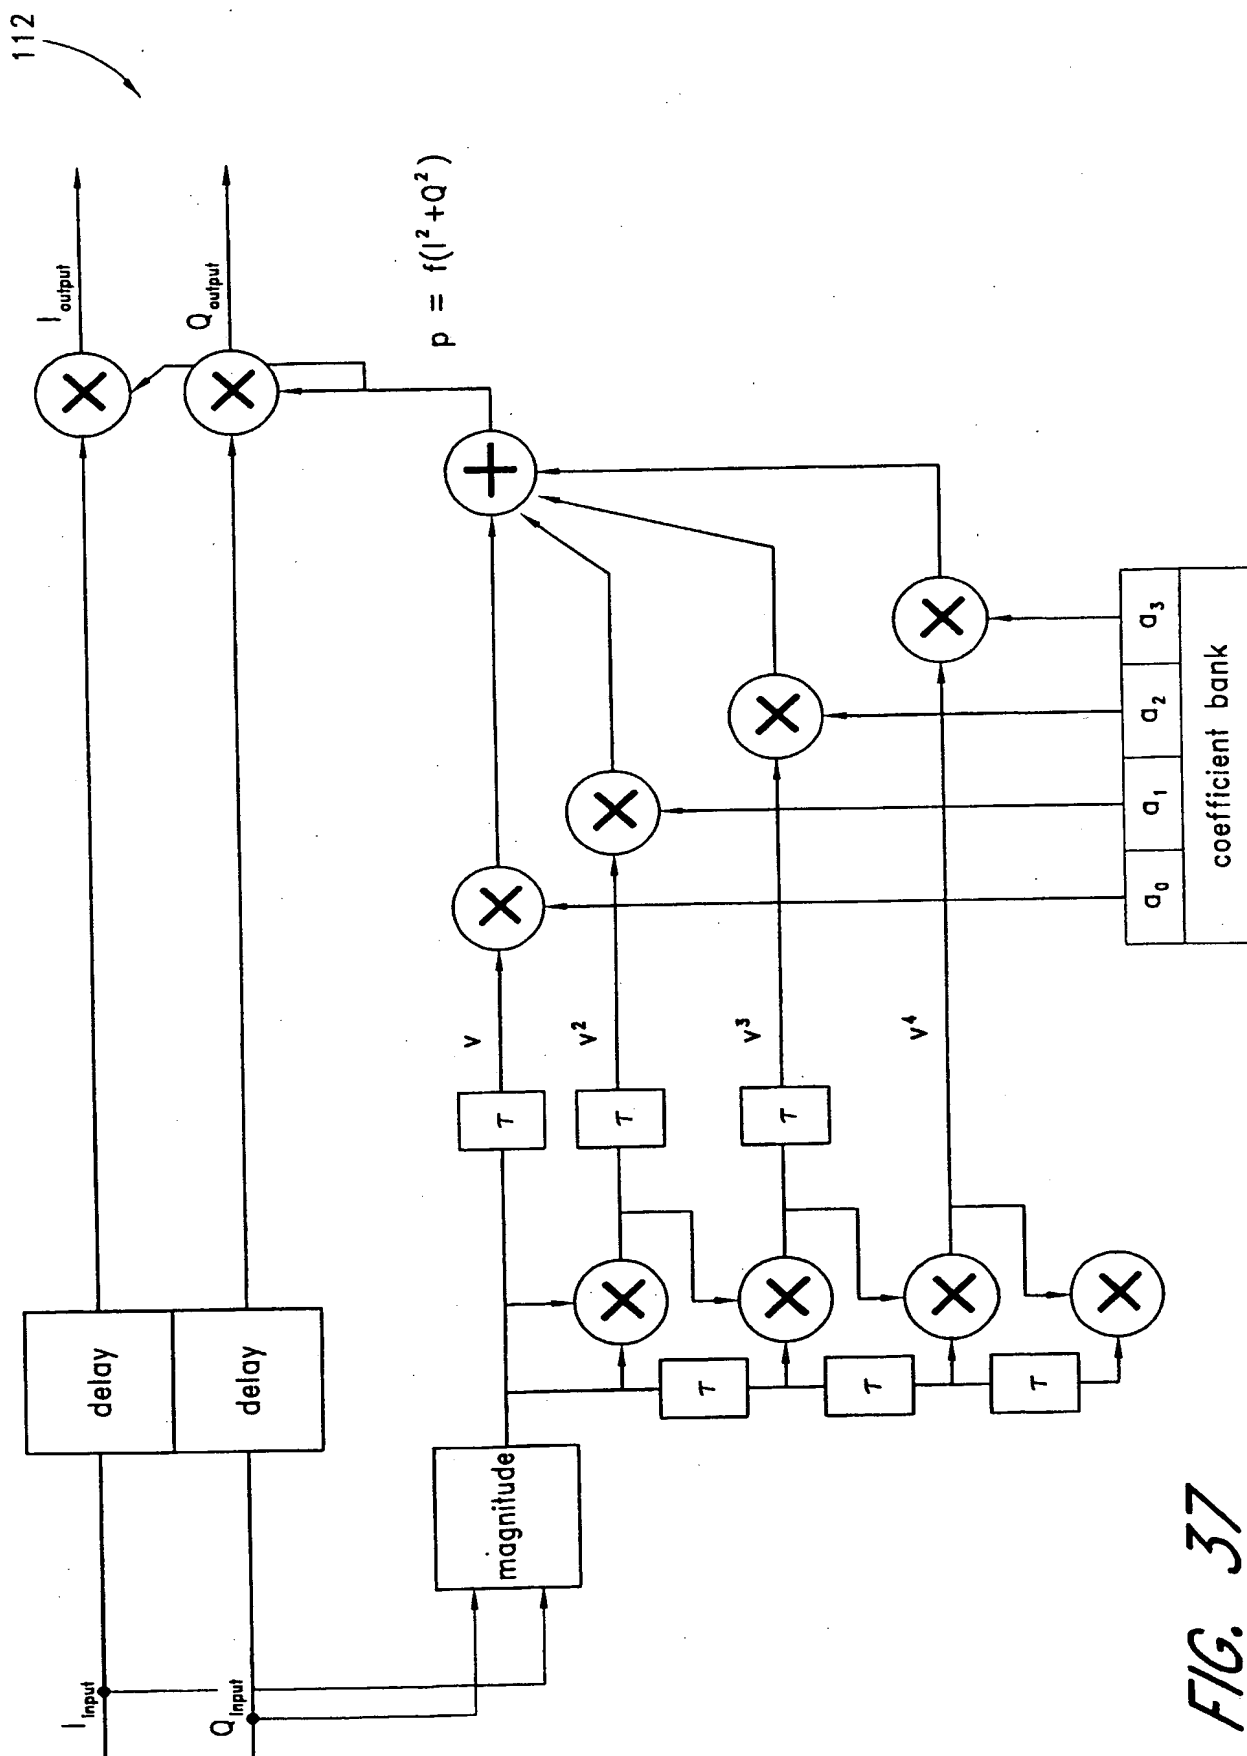 112
I_input
delay
I_output
Q_input
delay
Q_output
p = f(I²+Q²)
magnitude
τ
v
τ
v²
τ
τ
v³
τ
v⁴
τ
a₀ a₁ a₂ a₃
coefficient bank
FIG. 37